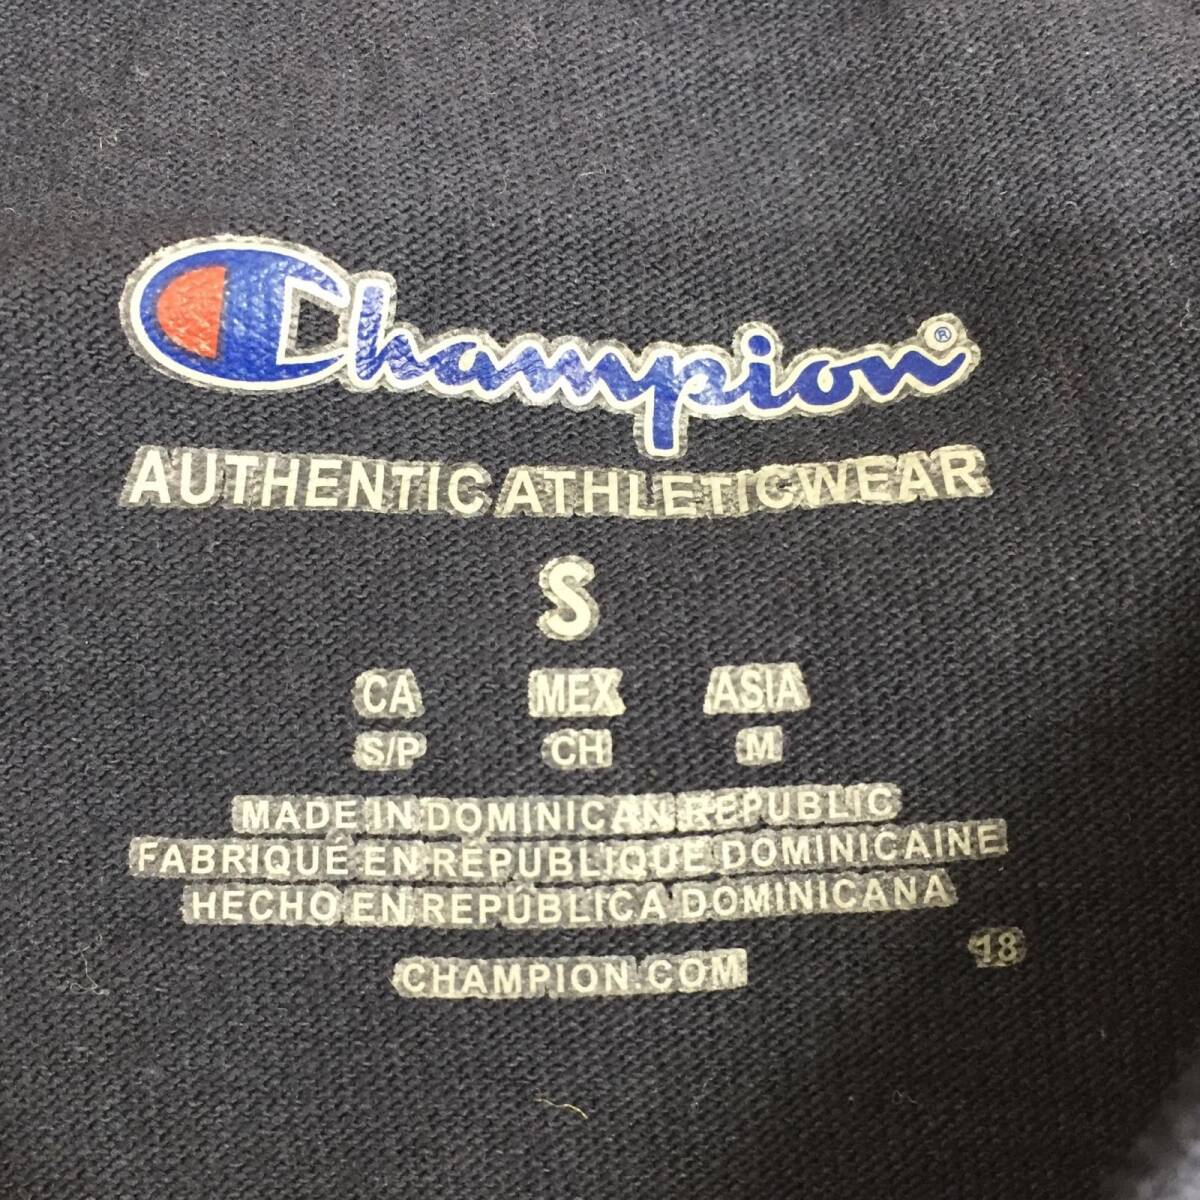 Champion®
AUTHENTIC ATHLETICWEAR
S
CA MEX ASIA
S/P CH M
MADE IN DOMINICAN REPUBLIC
FABRIQUÉ EN RÉPUBLIQUE DOMINICAINE
HECHO EN REPÚBLICA DOMINICANA
18
CHAMPION.COM